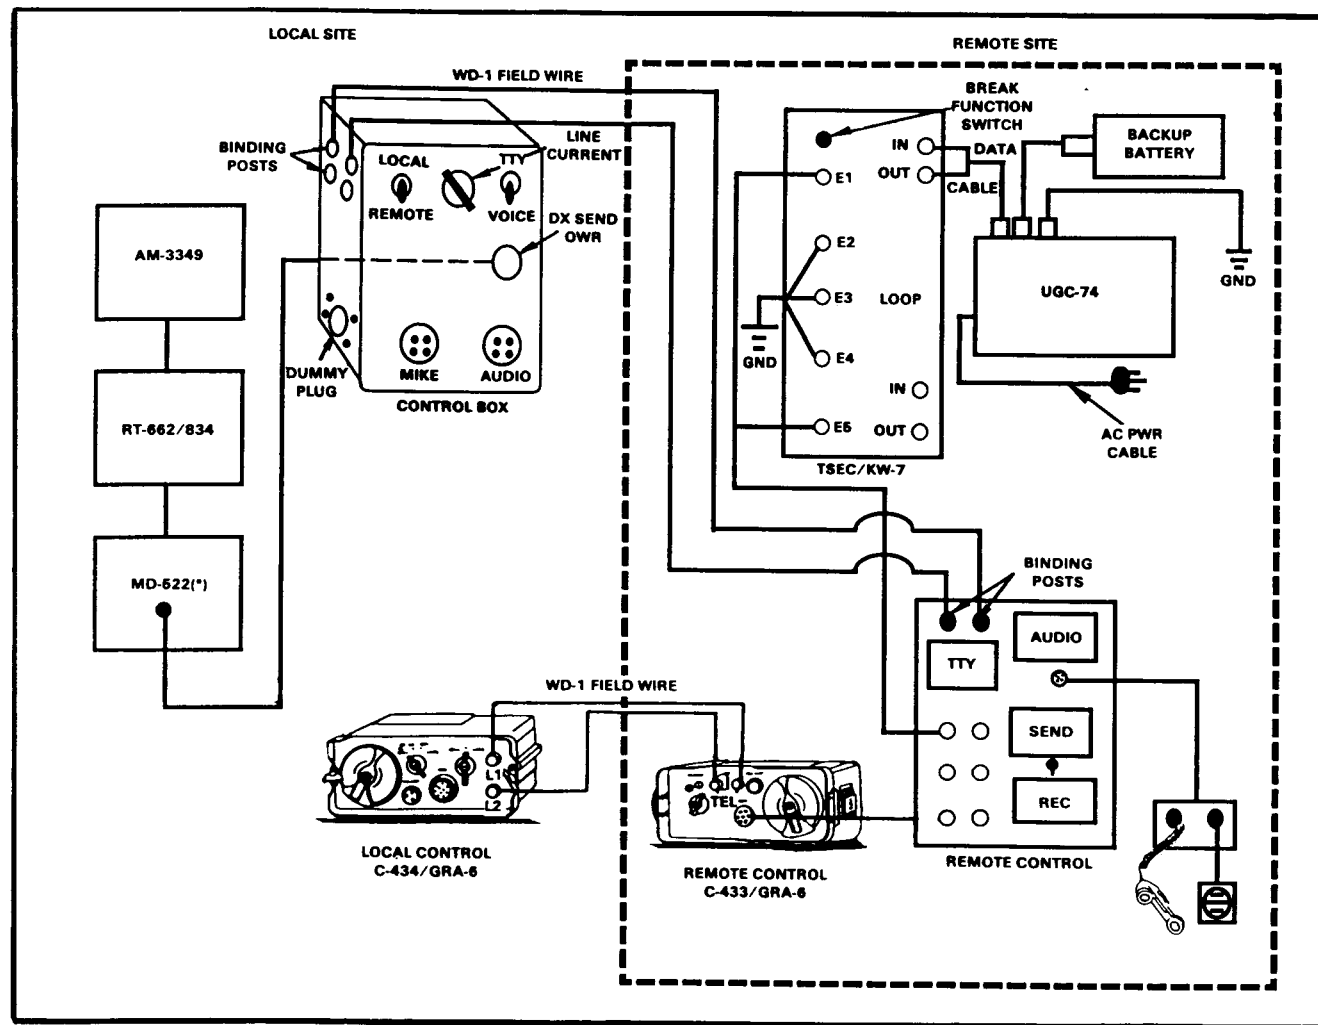 LOCAL SITE
REMOTE SITE
WD-1 FIELD WIRE
BINDING
POSTS
LOCAL
REMOTE
TTY
VOICE
LINE
CURRENT
DX SEND
OWR
DUMMY
PLUG
MIKE
AUDIO
CONTROL BOX
AM-3349
RT-662/834
MD-522(*)
BREAK
FUNCTION
SWITCH
IN
OUT
DATA
CABLE
E1
E2
E3
E4
E5
LOOP
IN
OUT
GND
TSEC/KW-7
BACKUP
BATTERY
UGC-74
GND
AC PWR
CABLE
BINDING
POSTS
TTY
AUDIO
SEND
REC
REMOTE CONTROL
WD-1 FIELD WIRE
L1
L2
LOCAL CONTROL
C-434/GRA-6
TEL
REMOTE CONTROL
C-433/GRA-6